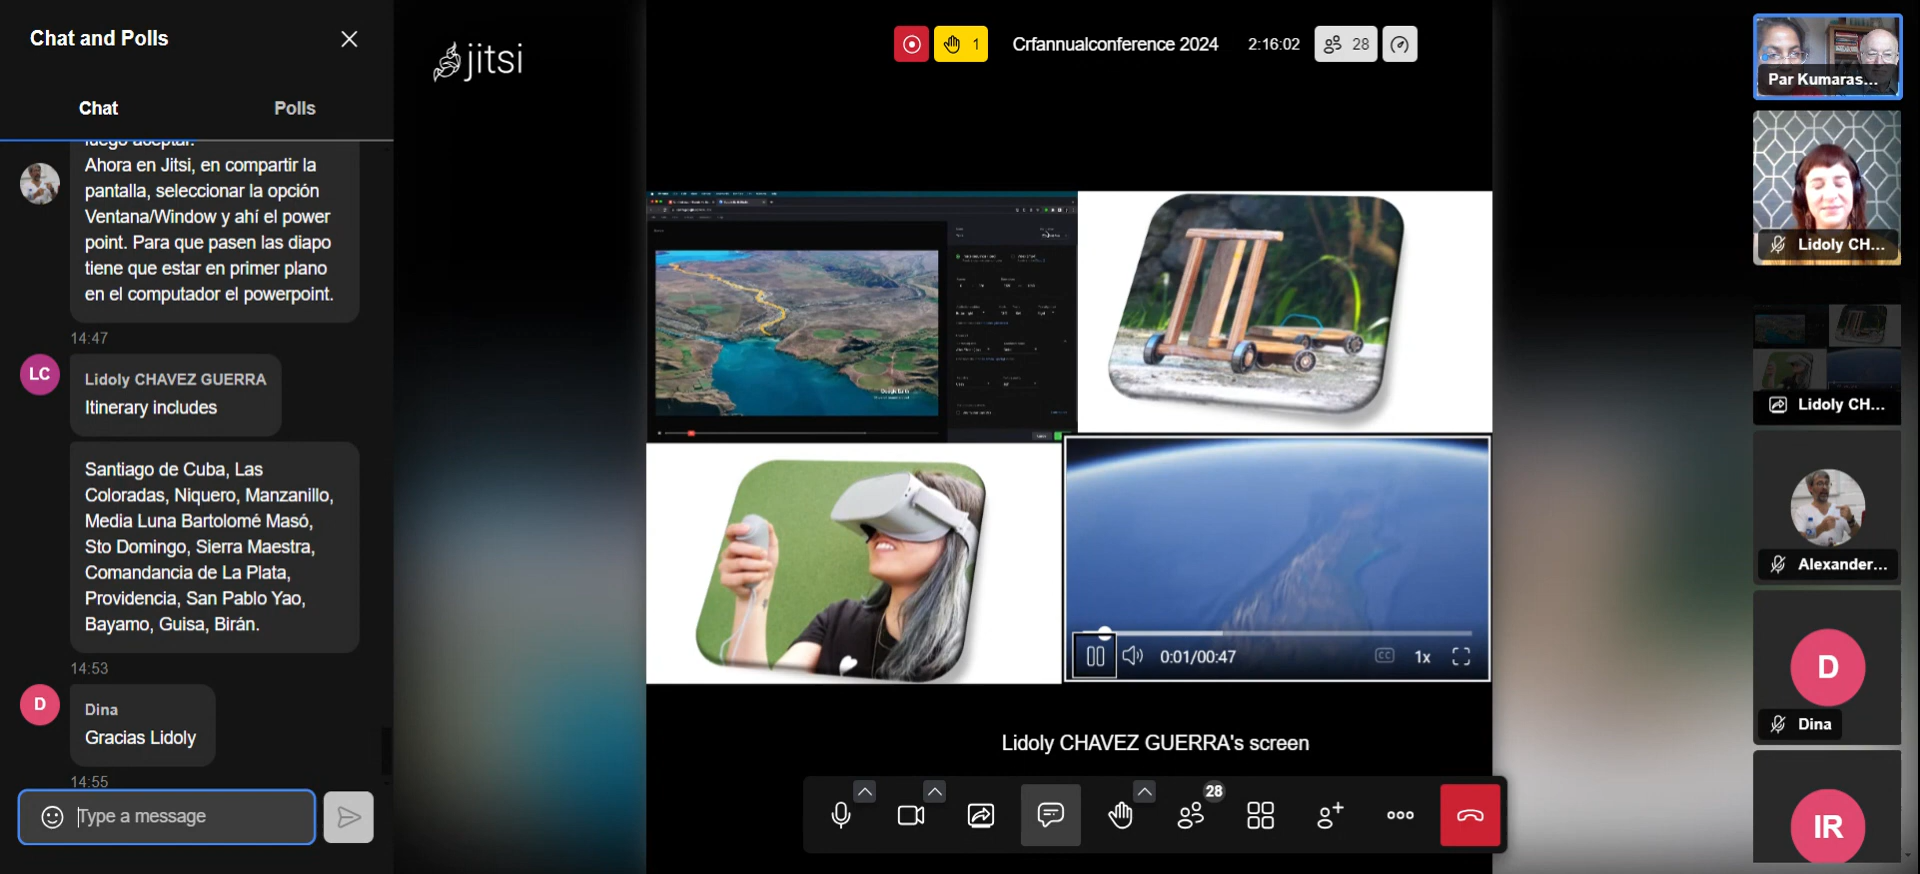 Chat and Polls
Chat
Polls
luego aceptar.
Ahora en Jitsi, en compartir la
pantalla, seleccionar la opción
Ventana/Window y ahí el power
point. Para que pasen las diapo
tiene que estar en primer plano
en el computador el powerpoint.
14:47
LC
Lidoly CHAVEZ GUERRA
Itinerary includes
Santiago de Cuba, Las
Coloradas, Niquero, Manzanillo,
Media Luna Bartolomé Masó,
Sto Domingo, Sierra Maestra,
Comandancia de La Plata,
Providencia, San Pablo Yao,
Bayamo, Guisa, Birán.
14:53
D
Dina
Gracias Lidoly
14:55
Type a message
jitsi
1
Crfannualconference 2024
2:16:02
28
Google Earth
0:01/00:47
CC
1x
Lidoly CHAVEZ GUERRA's screen
28
Par Kumaras...
Lidoly CH...
Lidoly CH...
Alexander...
D
Dina
IR